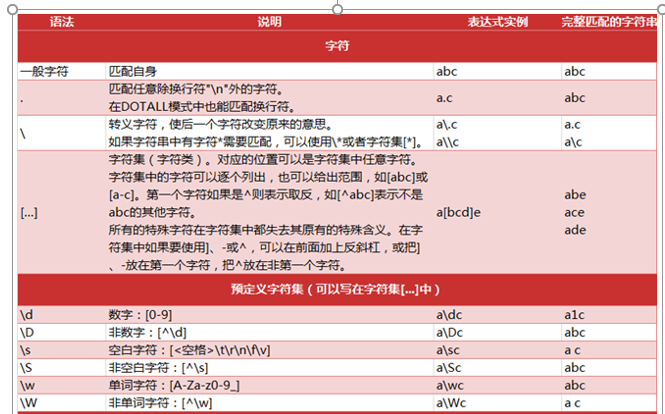 语法 说明 表达式实例 完整匹配的字符串
字符
一般字符 匹配自身 abc abc
. 匹配任意除换行符"\n"外的字符。
在DOTALL模式中也能匹配换行符。 a.c abc
\ 转义字符，使后一个字符改变原来的意思。
如果字符串中有字符*需要匹配，可以使用\*或者字符集[*]。 a\.c
a\\c a.c
a\c
[...] 字符集（字符类）。对应的位置可以是字符集中任意字符。
字符集中的字符可以逐个列出，也可以给出范围，如[abc]或
[a-c]。第一个字符如果是^则表示取反，如[^abc]表示不是
abc的其他字符。
所有的特殊字符在字符集中都失去其原有的特殊含义。在字
符集中如果要使用]、-或^，可以在前面加上反斜杠，或把]
、-放在第一个字符，把^放在非第一个字符。 a[bcd]e abe
ace
ade
预定义字符集（可以写在字符集[...]中）
\d 数字：[0-9] a\dc a1c
\D 非数字：[^\d] a\Dc abc
\s 空白字符：[<空格>\t\r\n\f\v] a\sc a c
\S 非空白字符：[^\s] a\Sc abc
\w 单词字符：[A-Za-z0-9_] a\wc abc
\W 非单词字符：[^\w] a\Wc a c